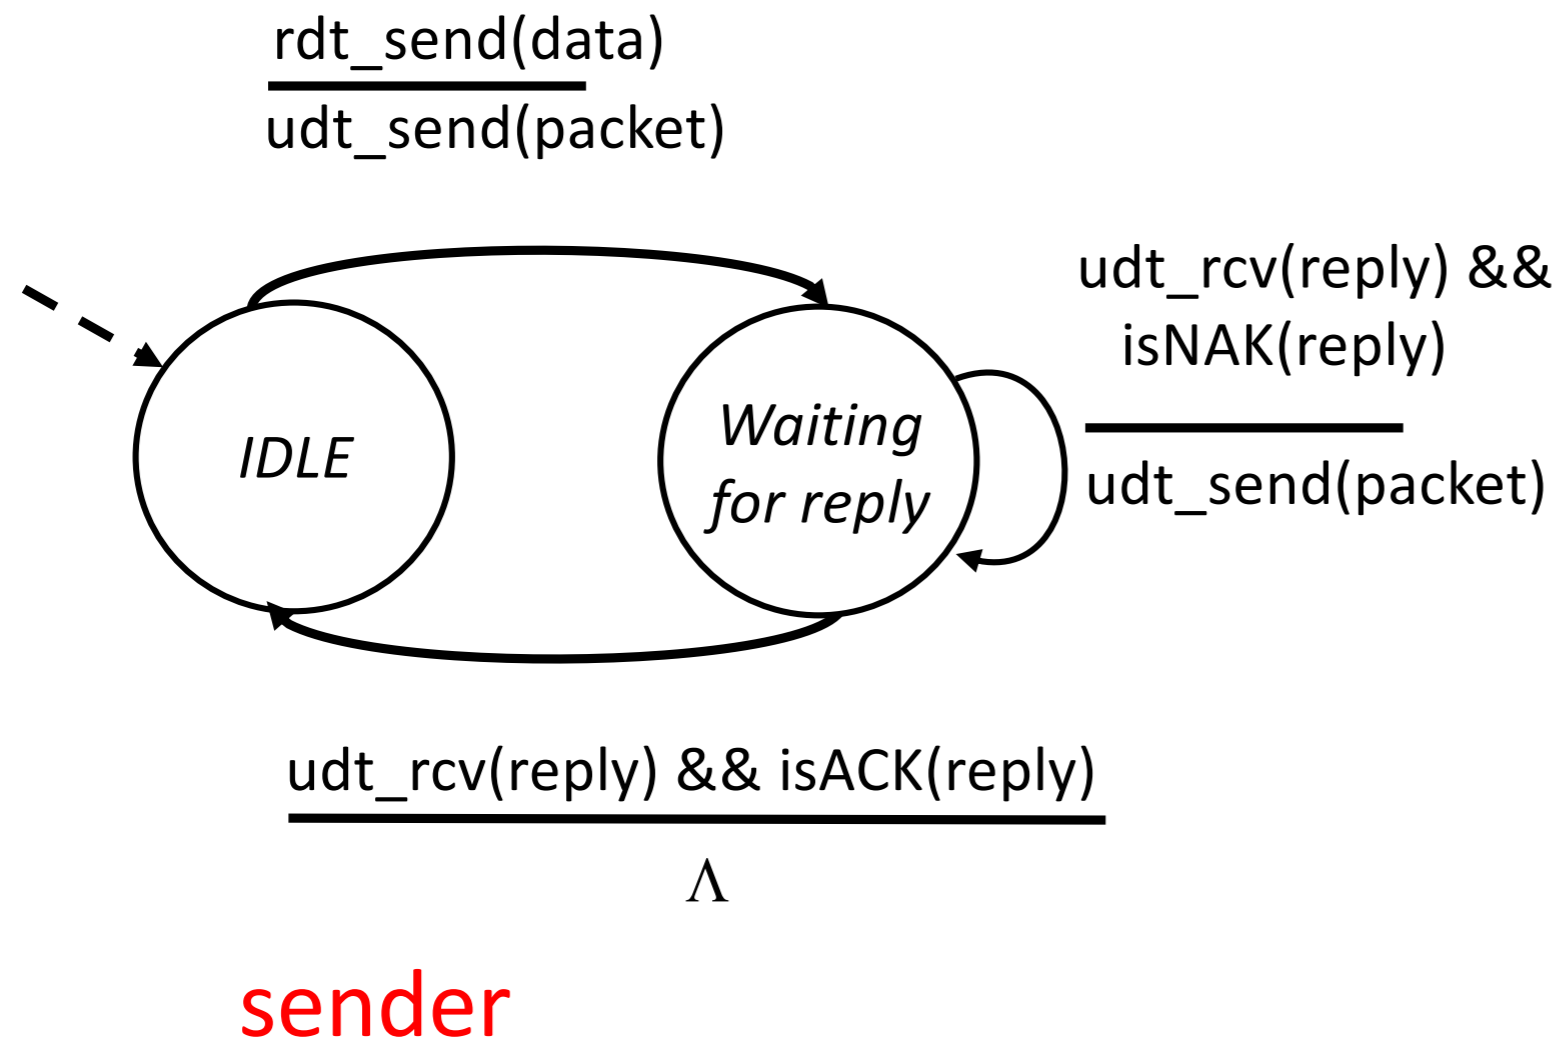 rdt_send(data)
udt_send(packet)
udt_rcv(reply) &&
isNAK(reply)
udt_send(packet)
IDLE
Waiting
for reply
udt_rcv(reply) && isACK(reply)
Λ
sender